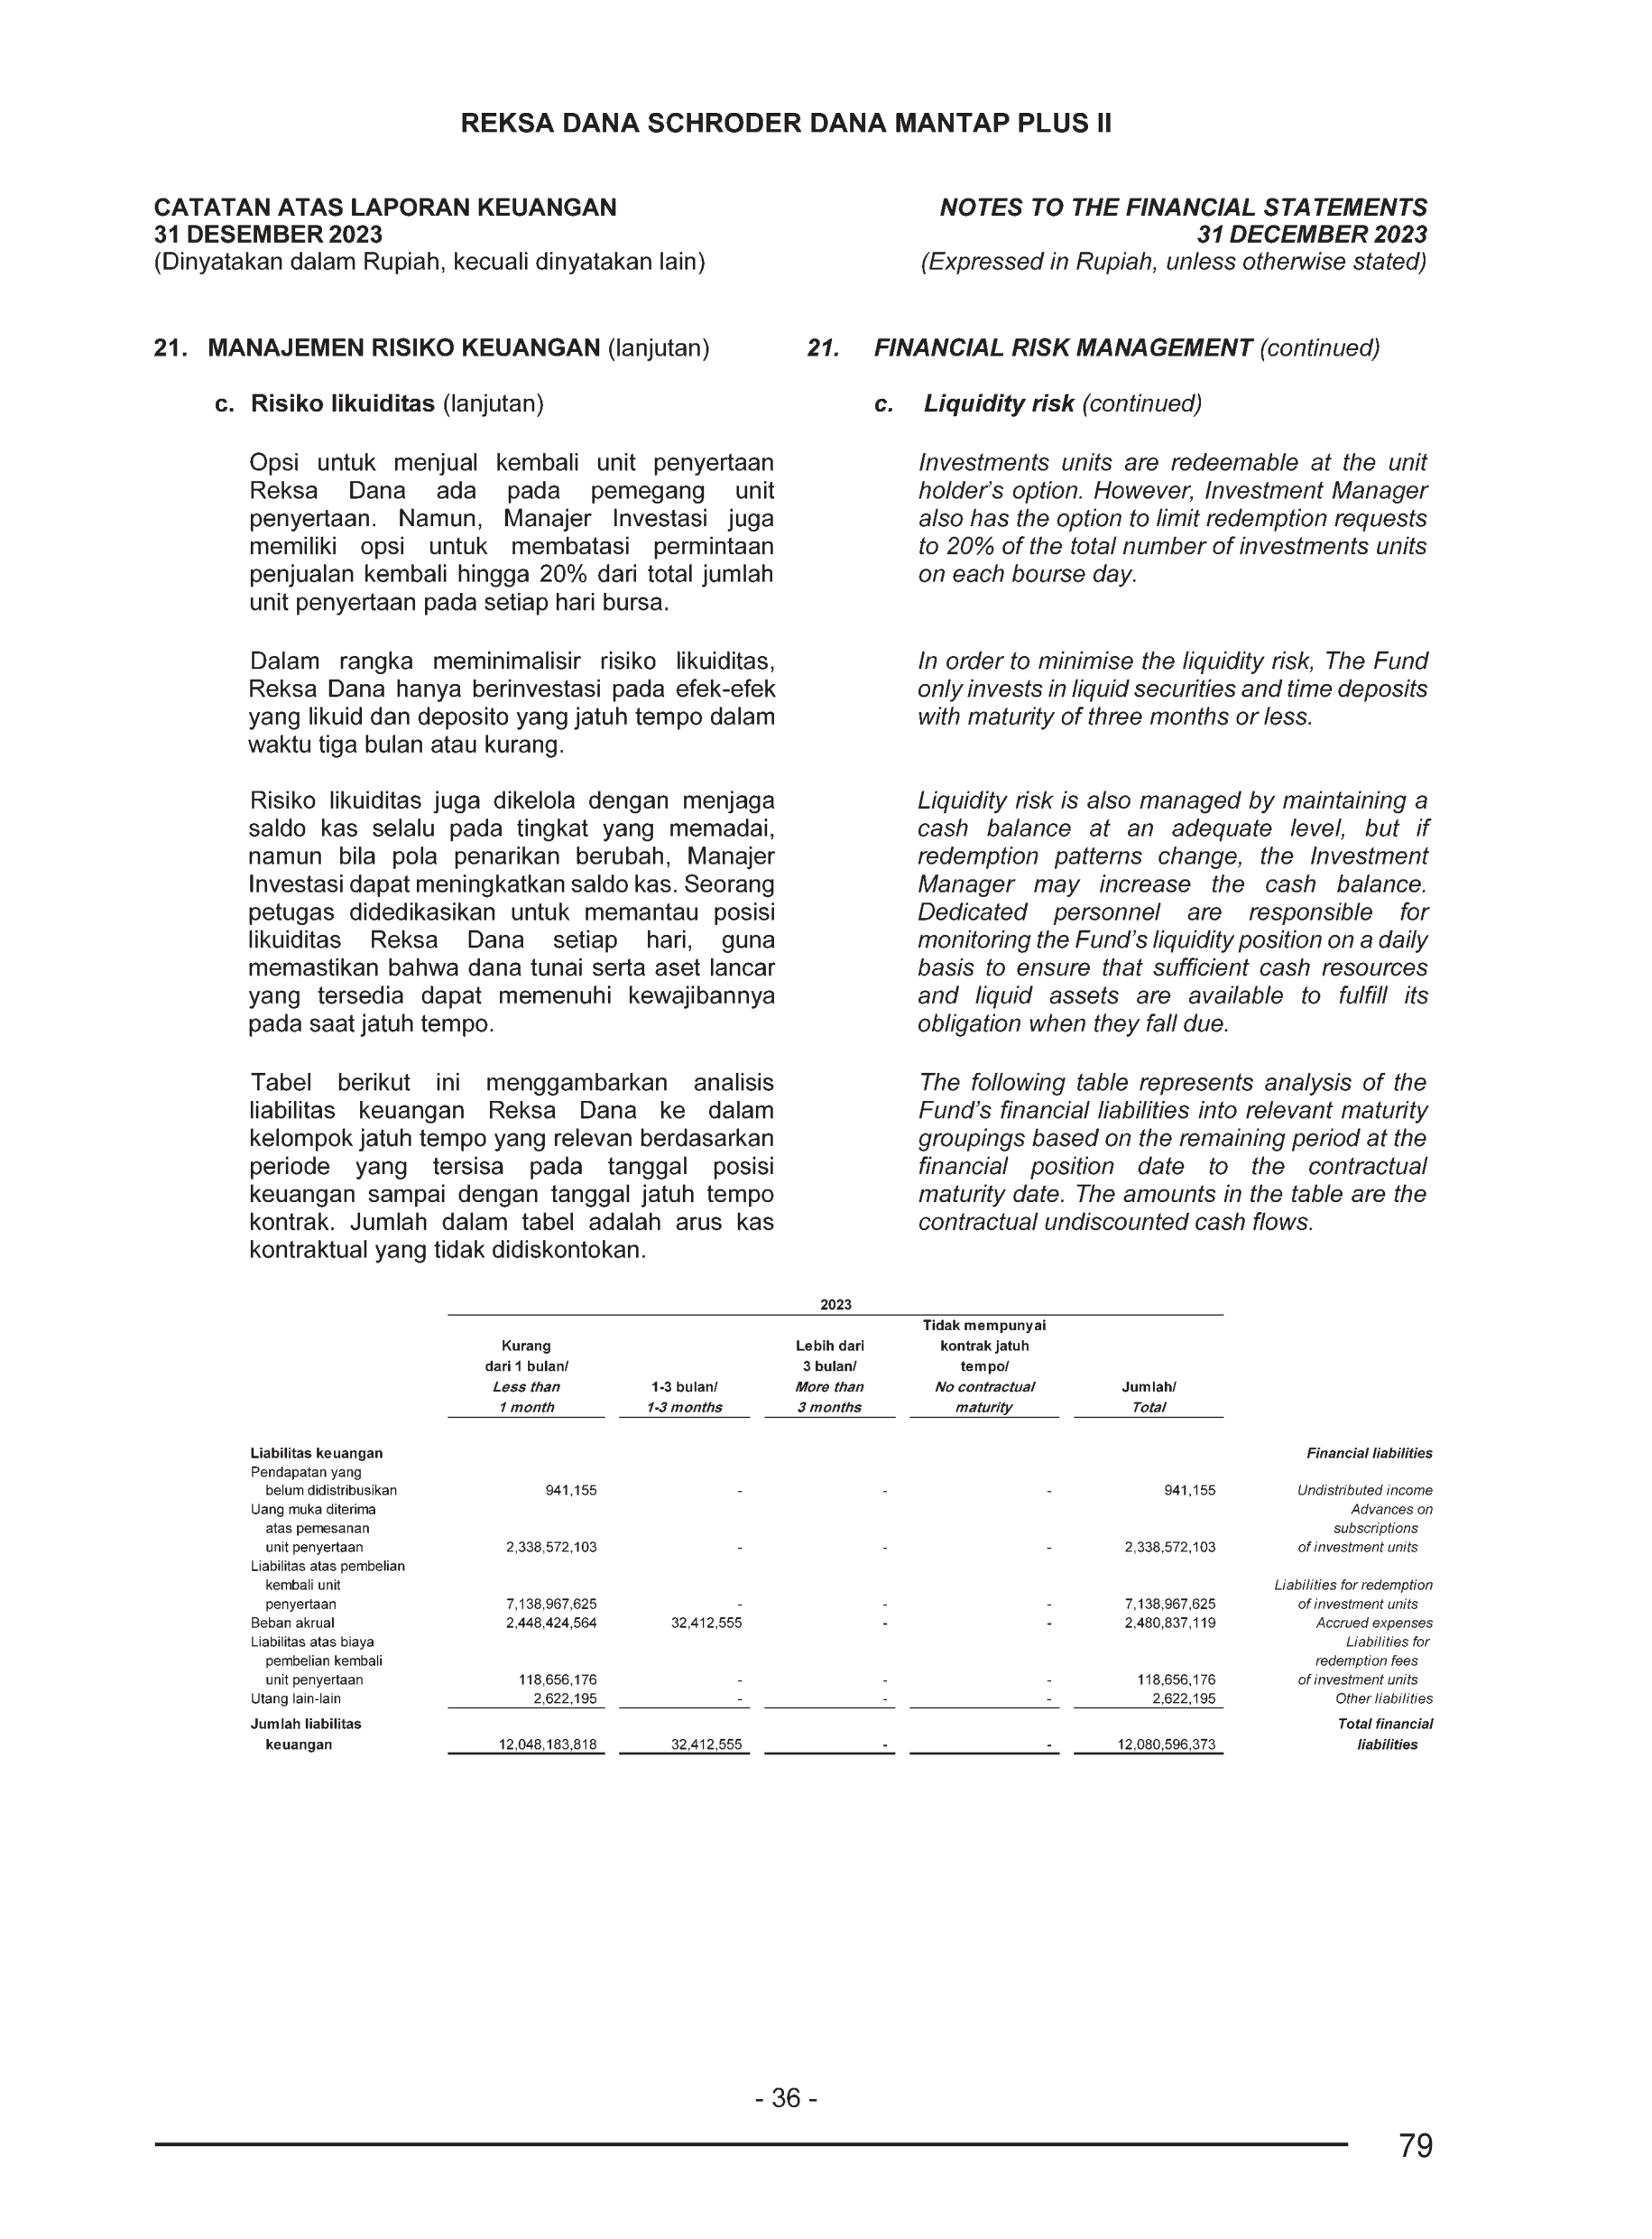 REKSA DANA SCHRODER DANA MANTAP PLUS II
CATATAN ATAS LAPORAN KEUANGAN
31 DESEMBER 2023
(Dinyatakan dalam Rupiah, kecuali dinyatakan lain)
NOTES TO THE FINANCIAL STATEMENTS
31 DECEMBER 2023
(Expressed in Rupiah, unless otherwise stated)
21. MANAJEMEN RISIKO KEUANGAN (lanjutan)
c. Risiko likuiditas (lanjutan)
Opsi untuk menjual kembali unit penyertaan
Reksa Dana ada pada pemegang unit
penyertaan. Namun, Manajer Investasi juga
memiliki opsi untuk membatasi permintaan
penjualan kembali hingga 20% dari total jumlah
unit penyertaan pada setiap hari bursa.
Dalam rangka meminimalisir risiko likuiditas,
Reksa Dana hanya berinvestasi pada efek-efek
yang likuid dan deposito yang jatuh tempo dalam
waktu tiga bulan atau kurang.
Risiko likuiditas juga dikelola dengan menjaga
saldo kas selalu pada tingkat yang memadai,
namun bila pola penarikan berubah, Manajer
Investasi dapat meningkatkan saldo kas. Seorang
petugas didedikasikan untuk memantau posisi
likuiditas Reksa Dana setiap hari, guna
memastikan bahwa dana tunai serta aset lancar
yang tersedia dapat memenuhi kewajibannya
pada saat jatuh tempo.
Tabel berikut ini menggambarkan analisis
liabilitas keuangan Reksa Dana ke dalam
kelompok jatuh tempo yang relevan berdasarkan
periode yang tersisa pada tanggal posisi
keuangan sampai dengan tanggal jatuh tempo
kontrak. Jumlah dalam tabel adalah arus kas
kontraktual yang tidak didiskontokan.
21. FINANCIAL RISK MANAGEMENT (continued)
c. Liquidity risk (continued)
Investments units are redeemable at the unit
holder's option. However, Investment Manager
also has the option to limit redemption requests
to 20% of the total number of investments units
on each bourse day.
In order to minimise the liquidity risk, The Fund
only invests in liquid securities and time deposits
with maturity of three months or less.
Liquidity risk is also managed by maintaining a
cash balance at an adequate level, but if
redemption patterns change, the Investment
Manager may increase the cash balance.
Dedicated personnel are responsible for
monitoring the Fund's liquidity position on a daily
basis to ensure that sufficient cash resources
and liquid assets are available to fulfill its
obligation when they fall due.
The following table represents analysis of the
Fund's financial liabilities into relevant maturity
groupings based on the remaining period at the
financial position date to the contractual
maturity date. The amounts in the table are the
contractual undiscounted cash flows.
2023
Tidak mempunyai
Kurang Lebih dari kontrak jatuh
dari 1 bulan/ 3 bulan/ tempo/
Less than 1-3 bulan/ More than No contractual Jumlah/
1 month 1-3 months 3 months maturity Total
Liabilitas keuangan Financial liabilities
Pendapatan yang
belum didistribusikan 941,155 - - - 941,155 Undistributed income
Uang muka diterima Advances on
atas pemesanan subscriptions
unit penyertaan 2,338,572,103 - - - 2,338,572,103 of investment units
Liabilitas atas pembelian
kembali unit Liabilities for redemption
penyertaan 7,138,967,625 - - - 7,138,967,625 of investment units
Beban akrual 2,448,424,564 32,412,555 - - 2,480,837,119 Accrued expenses
Liabilitas atas biaya Liabilities for
pembelian kembali redemption fees
unit penyertaan 118,656,176 - - - 118,656,176 of investment units
Utang lain-lain 2,622,195 - - - 2,622,195 Other liabilities
Jumlah liabilitas Total financial
keuangan 12,048,183,818 32,412,555 - - 12,080,596,373 liabilities
- 36 -
79